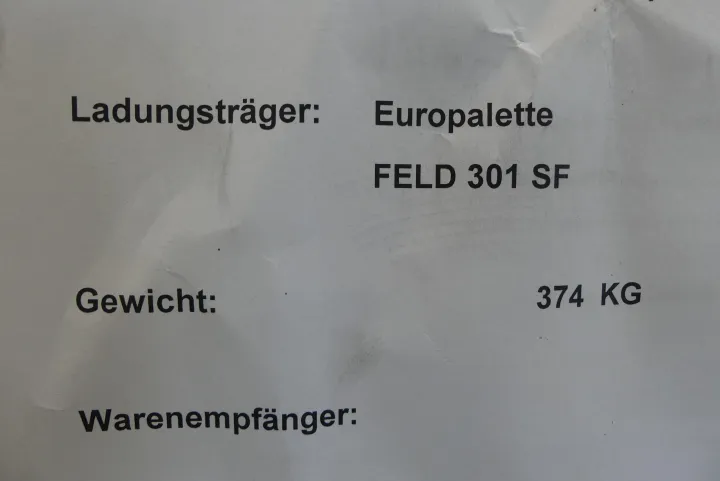 Ladungsträger: Europalette
FELD 301 SF
Gewicht: 374 KG
Warenempfänger: